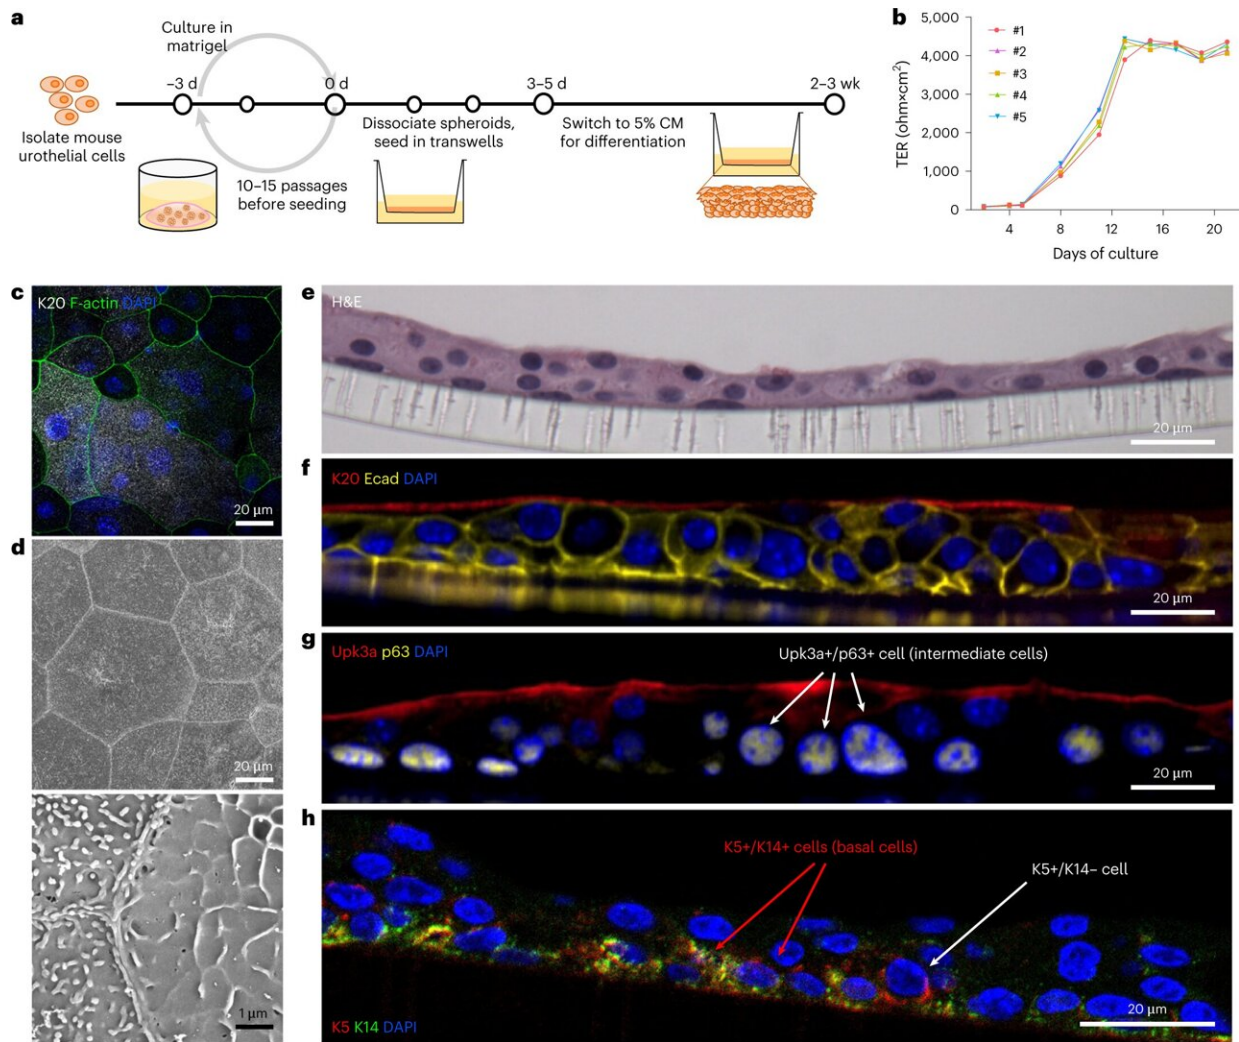 a
Culture in
matrigel
–3 d
0 d
3–5 d
2–3 wk
Isolate mouse
urothelial cells
10–15 passages
before seeding
Dissociate spheroids,
seed in transwells
Switch to 5% CM
for differentiation
b
5,000
4,000
3,000
2,000
1,000
0
TER (ohm×cm²)
#1
#2
#3
#4
#5
4
8
12
16
20
Days of culture
c
K20 F-actin DAPI
20 µm
d
20 µm
1 µm
e
H&E
20 µm
f
K20 Ecad DAPI
20 µm
g
Upk3a p63 DAPI
Upk3a+/p63+ cell (intermediate cells)
20 µm
h
K5+/K14+ cells (basal cells)
K5+/K14– cell
K5 K14 DAPI
20 µm